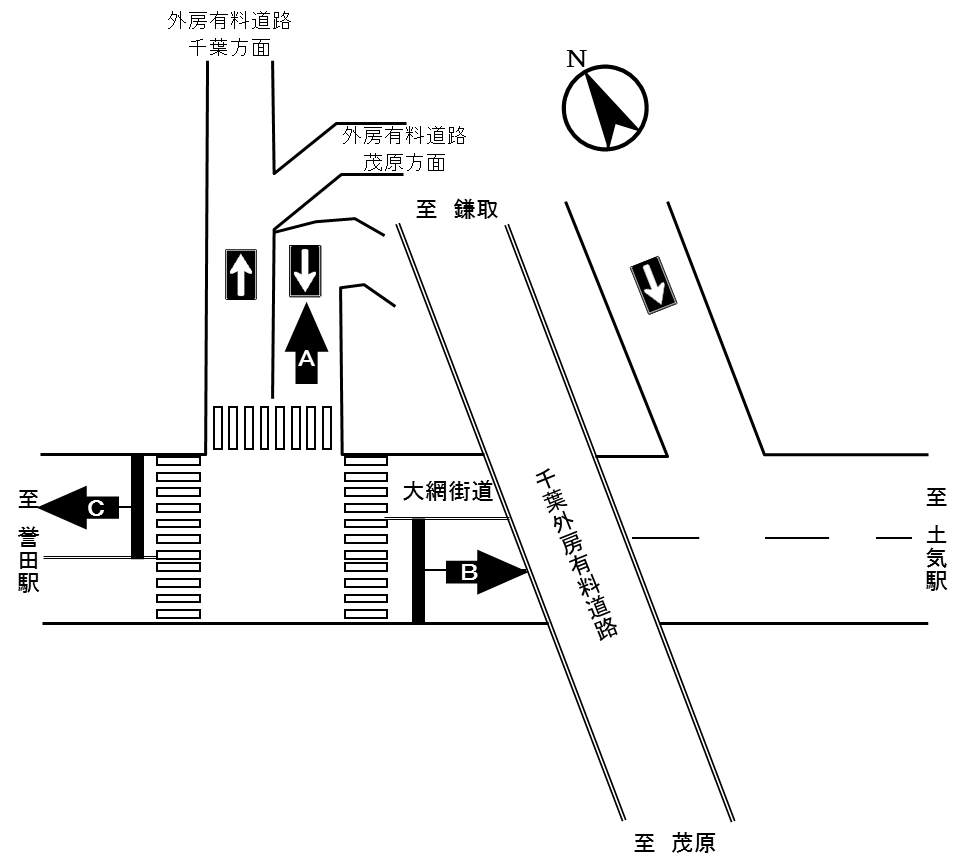 外房有料道路
千葉方面
N
外房有料道路
茂原方面
至　鎌取
A
大網街道
千葉外房有料道路
至　誉田駅
C
B
至　土気駅
至　茂原